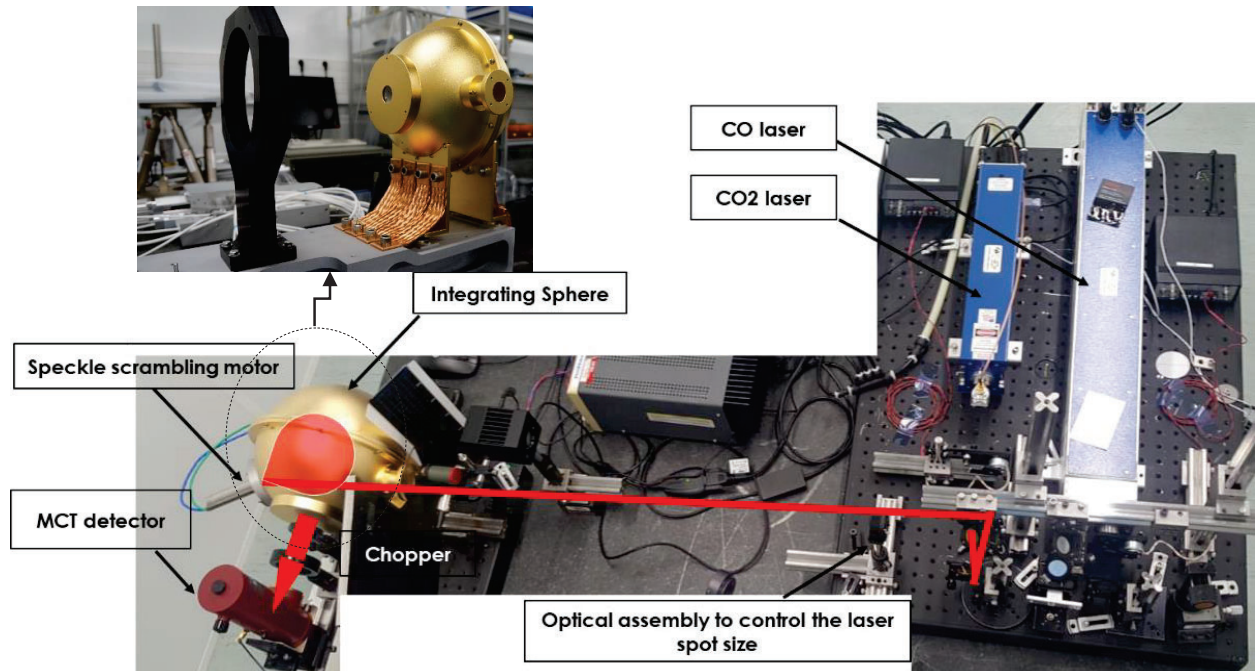 CO laser
CO2 laser
Integrating Sphere
Speckle scrambling motor
MCT detector
Chopper
Optical assembly to control the laser
spot size